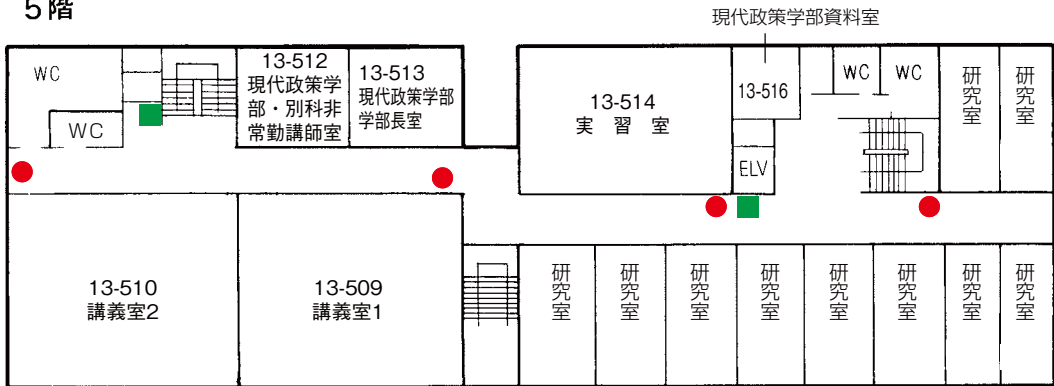 5階
現代政策学部資料室
WC
WC
13-512
現代政策学
部・別科非
常勤講師室
13-513
現代政策学部
学部長室
13-514
実習室
13-516
ELV
WC
WC
研究室
研究室
13-510
講義室2
13-509
講義室1
研究室
研究室
研究室
研究室
研究室
研究室
研究室
研究室